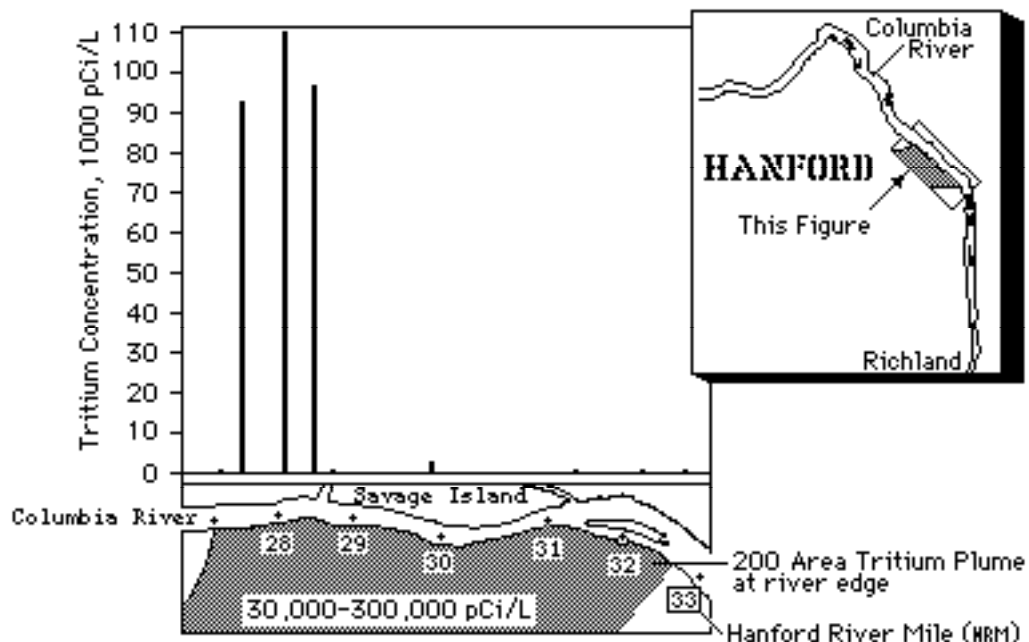 Tritium Concentration, 1000 pCi/L
110
100
90
80
70
60
50
40
30
20
10
0
Columbia
River
HANFORD
This Figure
Richland
Savage Island
Columbia River
28
29
30
31
32
33
30,000-300,000 pCi/L
200 Area Tritium Plume
at river edge
Hanford River Mile (HRM)